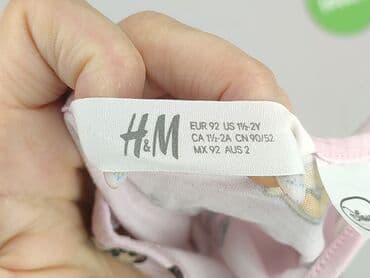 H&M
EUR 92 US 1½-2Y
CA 1½-2A CN 90/52
MX 92 AUS 2